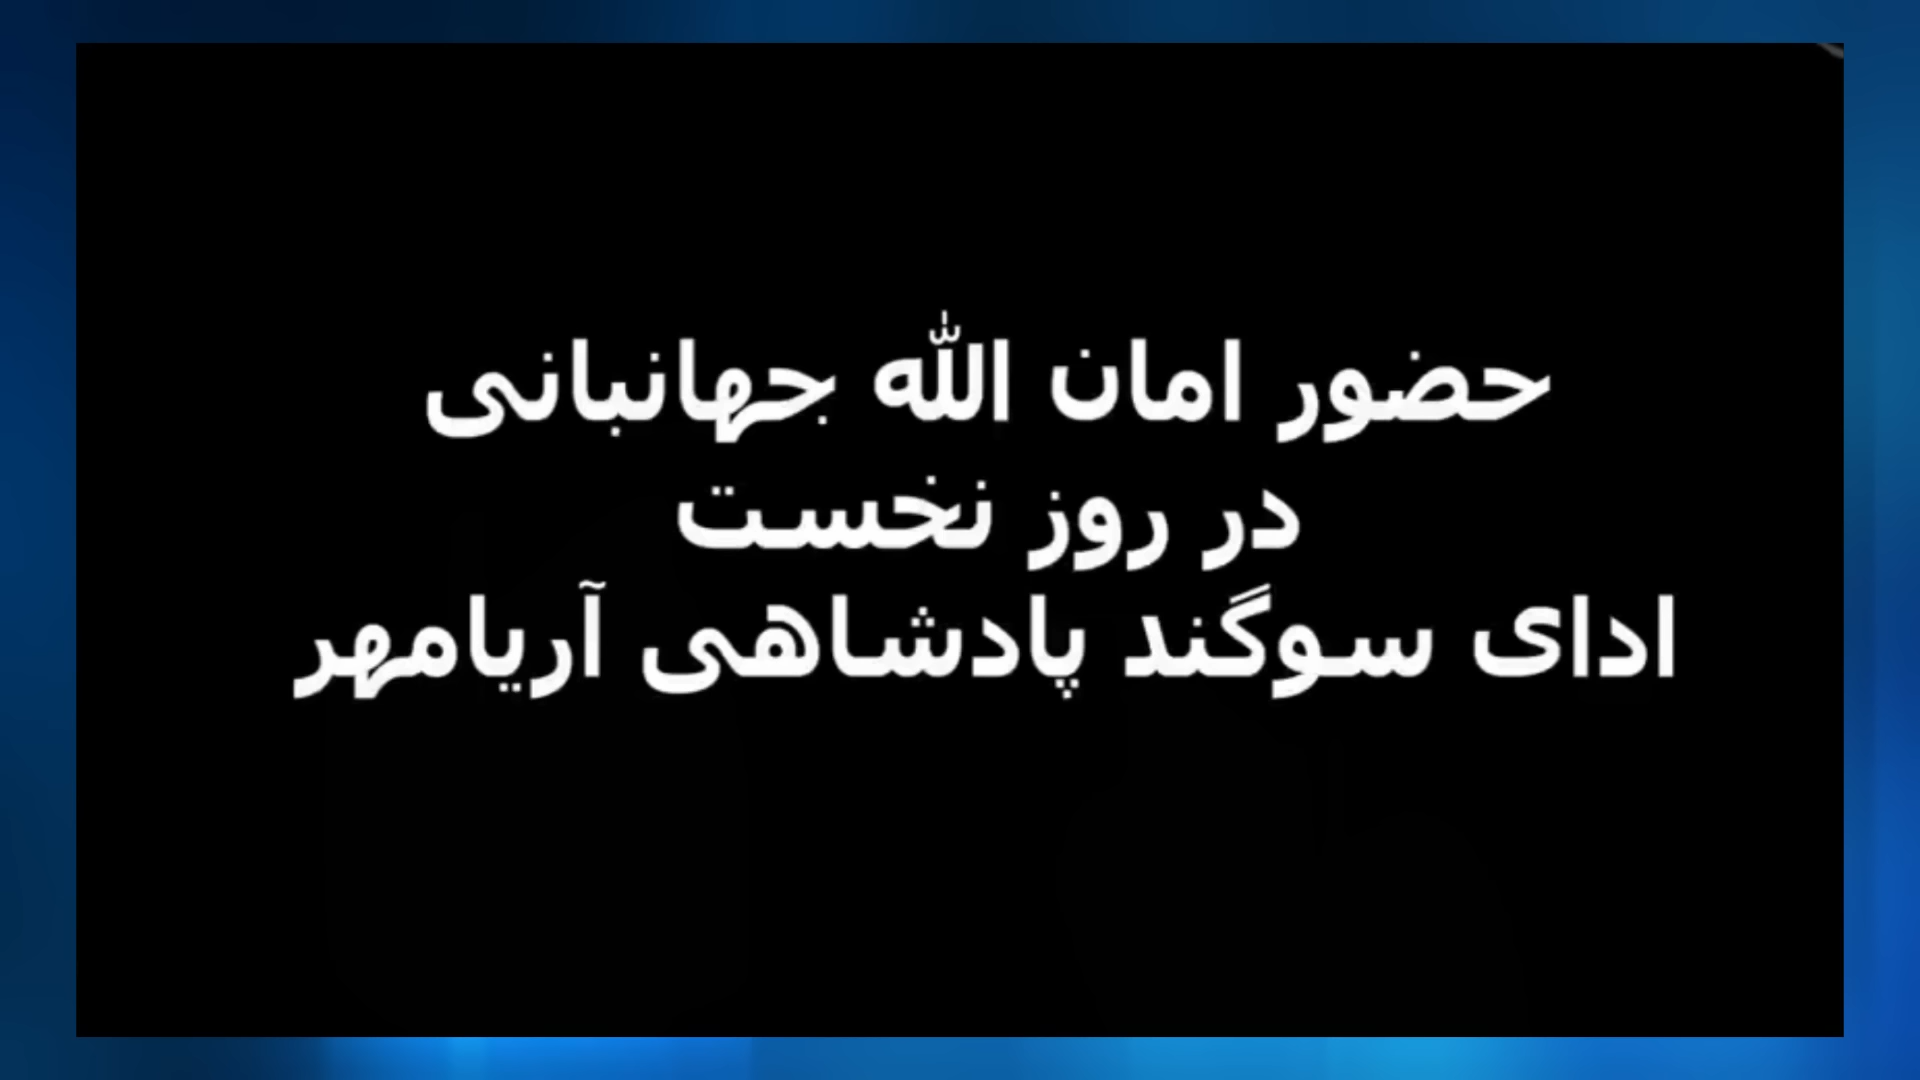 حضور امان الله جهانبانی
در روز نخست
ادای سوگند پادشاهی آریامهر